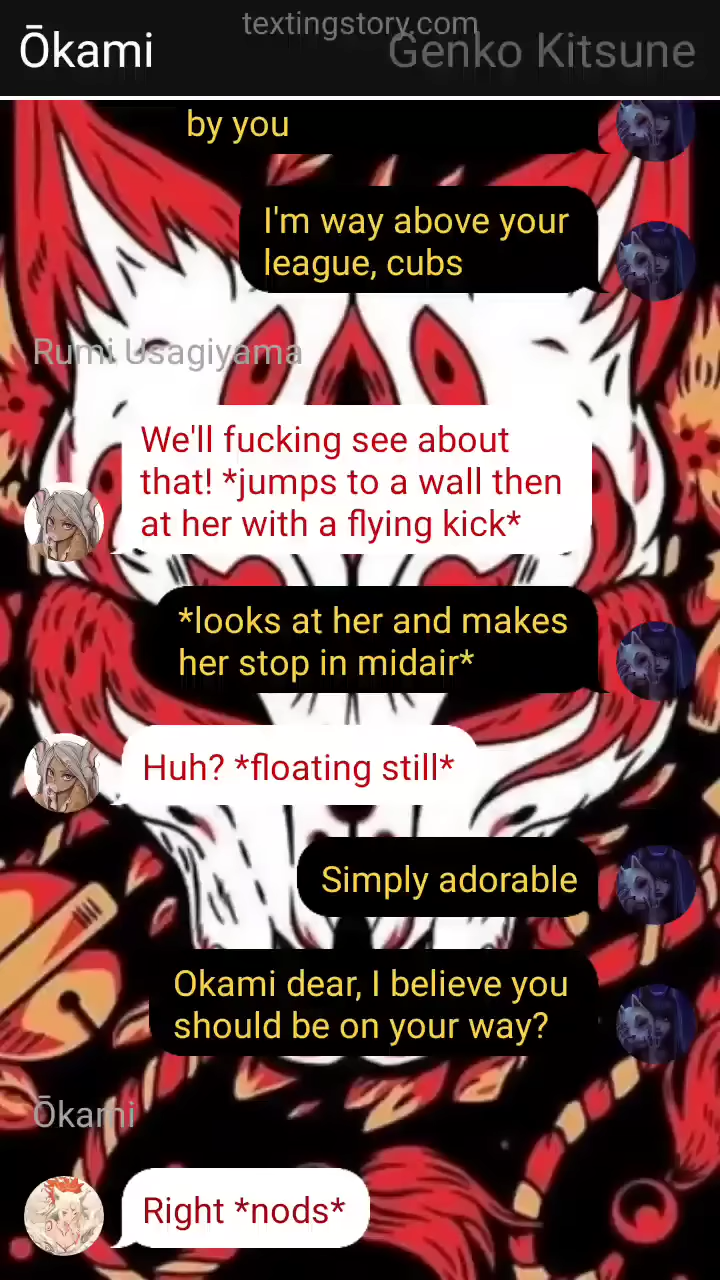 textingstory.com
Ōkami
Genko Kitsune
by you
I'm way above your
league, cubs
Rumi Usagiyama
We'll fucking see about
that! *jumps to a wall then
at her with a flying kick*
*looks at her and makes
her stop in midair*
Huh? *floating still*
Simply adorable
Okami dear, I believe you
should be on your way?
Ōkami
Right *nods*